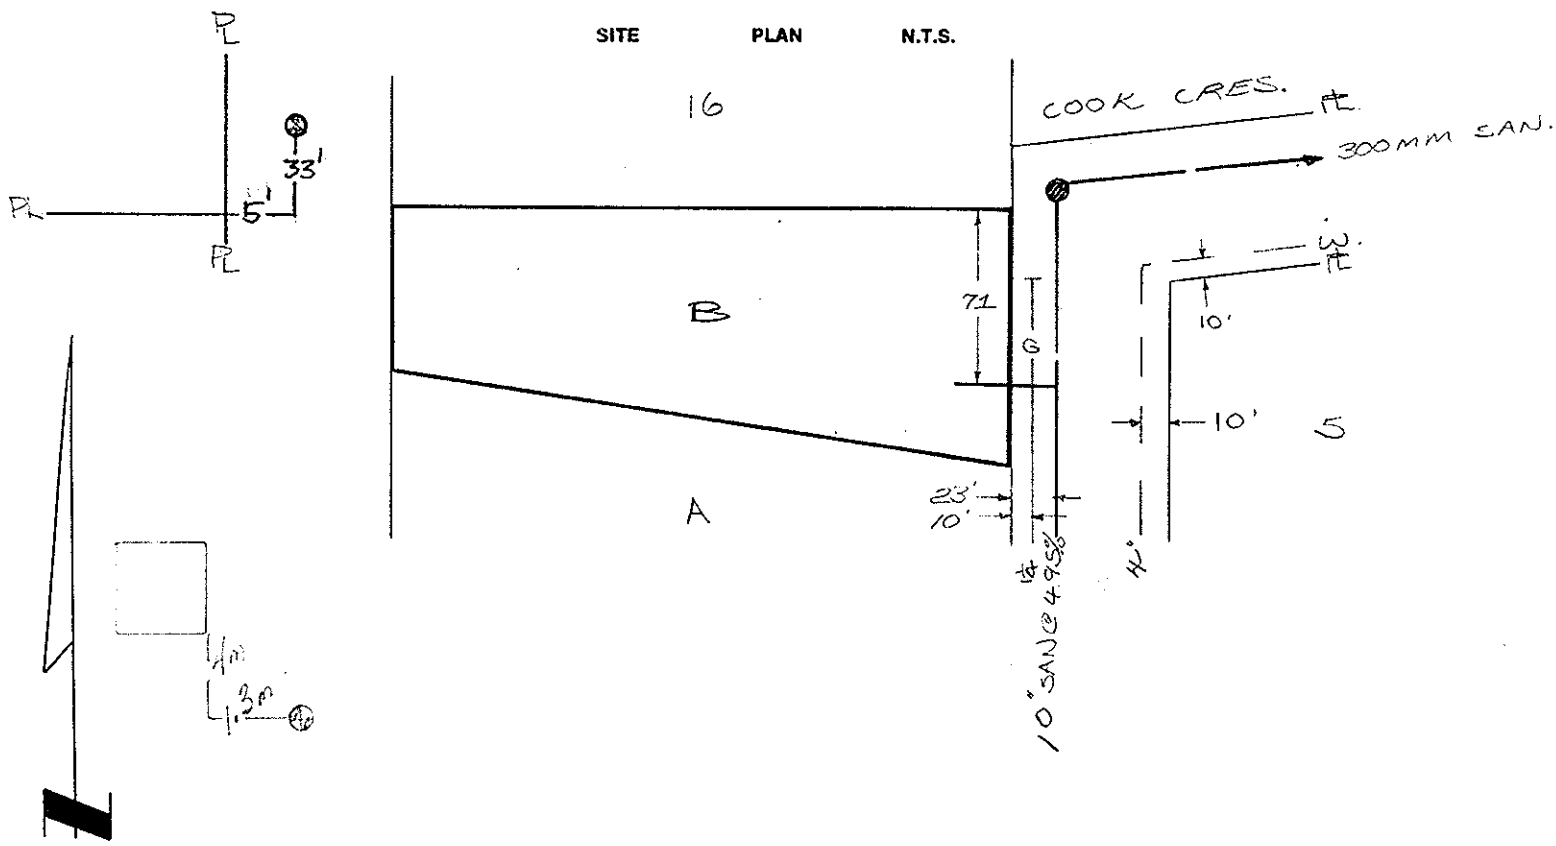 SITE PLAN N.T.S.
PL
16
COOK CRES.
PL
300MM SAN.
33'
PL
5'
PL
W.
PL
B
71
G
10'
10'
5
A
23'
10'
4"
10" SAN @ 4.95%
1.3m